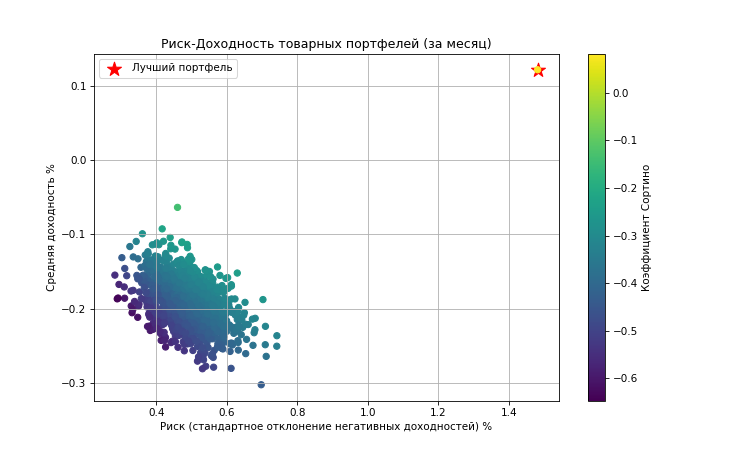 Риск-Доходность товарных портфелей (за месяц)
Лучший портфель
Средняя доходность %
0.1
0.0
−0.1
−0.2
−0.3
0.4 0.6 0.8 1.0 1.2 1.4
Риск (стандартное отклонение негативных доходностей) %
0.0
−0.1
−0.2
−0.3
−0.4
−0.5
−0.6
Коэффициент Сортино